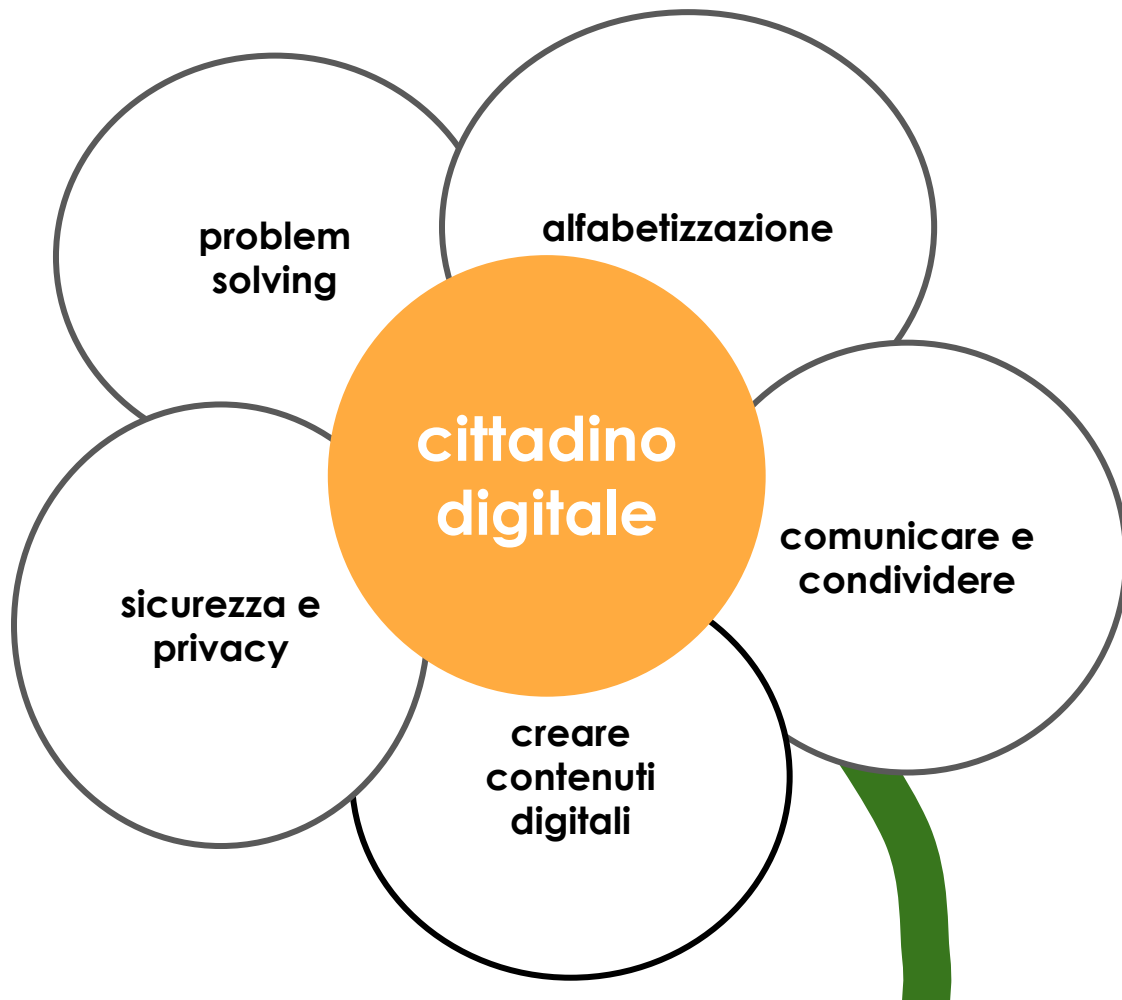 problem
solving
alfabetizzazione
cittadino
digitale
comunicare e
condividere
sicurezza e
privacy
creare
contenuti
digitali